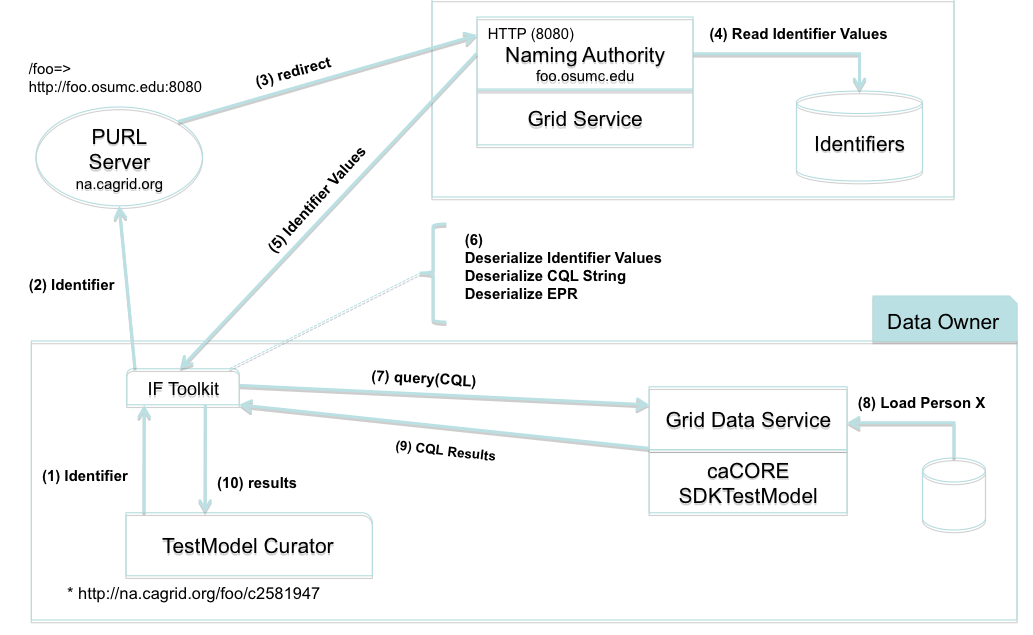 HTTP (8080)
Naming Authority
foo.osumc.edu
Grid Service
(4) Read Identifier Values
Identifiers
/foo=>
http://foo.osumc.edu:8080
(3) redirect
PURL
Server
na.cagrid.org
(5) Identifier Values
(2) Identifier
(6)
Deserialize Identifier Values
Deserialize CQL String
Deserialize EPR
Data Owner
IF Toolkit
(7) query(CQL)
Grid Data Service
(8) Load Person X
(9) CQL Results
caCORE
SDKTestModel
(1) Identifier
(10) results
TestModel Curator
* http://na.cagrid.org/foo/c2581947